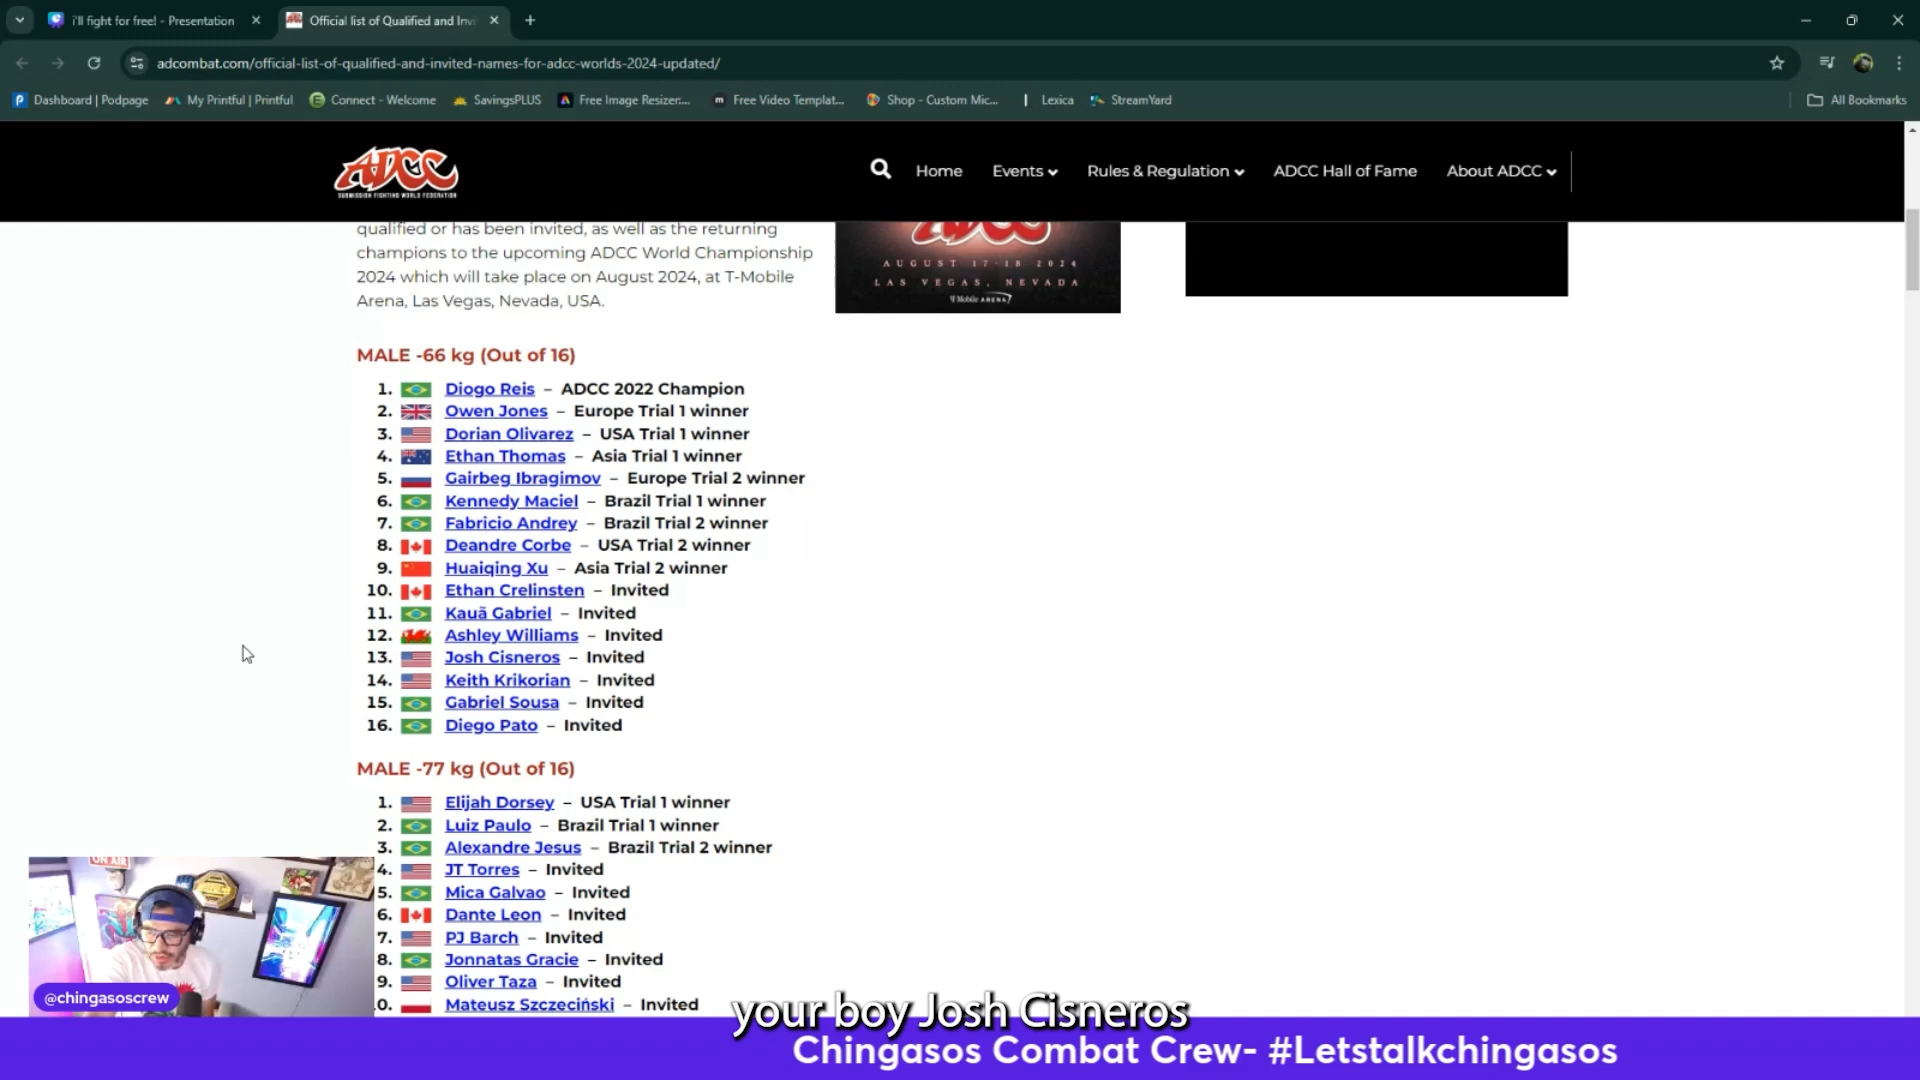 i'll fight for free! - Presentation
Official list of Qualified and Invi
adcombat.com/official-list-of-qualified-and-invited-names-for-adcc-worlds-2024-updated/
Dashboard | Podpage
My Printful | Printful
Connect - Welcome
SavingsPLUS
Free Image Resizer:...
Free Video Templat...
Shop - Custom Mic...
Lexica
StreamYard
All Bookmarks
ADCC
SUBMISSION FIGHTING WORLD FEDERATION
Home
Events
Rules & Regulation
ADCC Hall of Fame
About ADCC
qualified or has been invited, as well as the returning
champions to the upcoming ADCC World Championship
2024 which will take place on August 2024, at T-Mobile
Arena, Las Vegas, Nevada, USA.
ADCC
AUGUST 17-18 2024
LAS VEGAS, NEVADA
T Mobile ARENA
MALE -66 kg (Out of 16)
1. Diogo Reis – ADCC 2022 Champion
2. Owen Jones – Europe Trial 1 winner
3. Dorian Olivarez – USA Trial 1 winner
4. Ethan Thomas – Asia Trial 1 winner
5. Gairbeg Ibragimov – Europe Trial 2 winner
6. Kennedy Maciel – Brazil Trial 1 winner
7. Fabricio Andrey – Brazil Trial 2 winner
8. Deandre Corbe – USA Trial 2 winner
9. Huaiqing Xu – Asia Trial 2 winner
10. Ethan Crelinsten – Invited
11. Kauã Gabriel – Invited
12. Ashley Williams – Invited
13. Josh Cisneros – Invited
14. Keith Krikorian – Invited
15. Gabriel Sousa – Invited
16. Diego Pato – Invited
MALE -77 kg (Out of 16)
1. Elijah Dorsey – USA Trial 1 winner
2. Luiz Paulo – Brazil Trial 1 winner
3. Alexandre Jesus – Brazil Trial 2 winner
4. JT Torres – Invited
5. Mica Galvao – Invited
6. Dante Leon – Invited
7. PJ Barch – Invited
8. Jonnatas Gracie – Invited
9. Oliver Taza – Invited
0. Mateusz Szczeciński – Invited
ON AIR
@chingasoscrew
your boy Josh Cisneros
Chingasos Combat Crew- #Letstalkchingasos